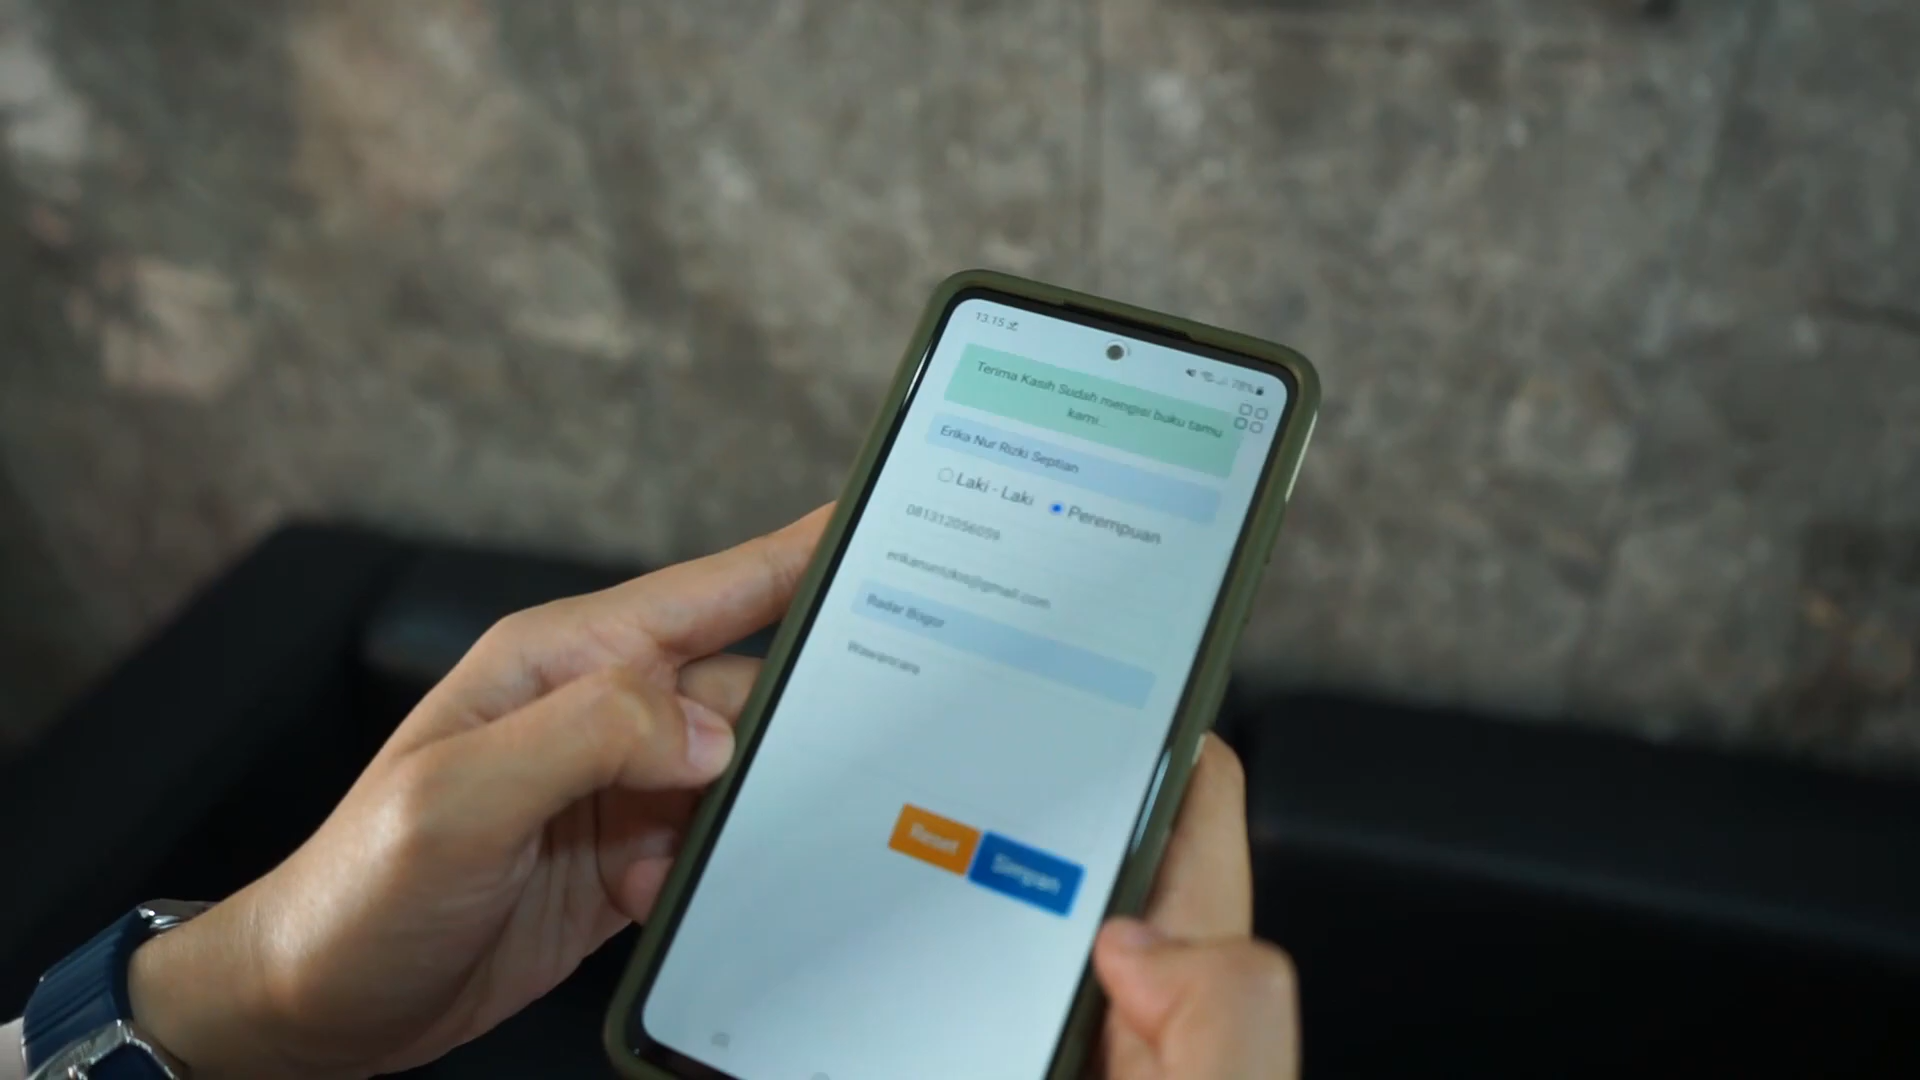 13.15
78%
Terima Kasih Sudah mengisi buku tamu
kami...
Erika Nur Rizki Septian
Laki - Laki Perempuan
081312056059
Radar Bogor
Wawancara
Reset Simpan